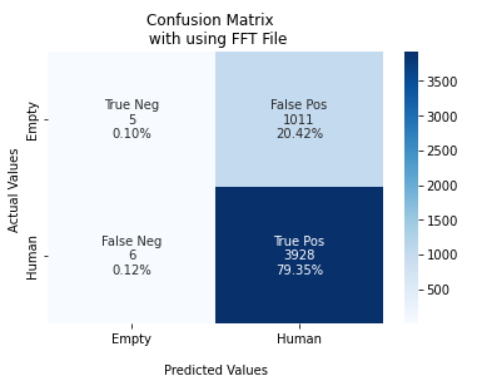 Confusion Matrix
with using FFT File
True Neg
5
0.10%
False Pos
1011
20.42%
False Neg
6
0.12%
True Pos
3928
79.35%
Empty
Human
Actual Values
Empty
Human
Predicted Values
3500
3000
2500
2000
1500
1000
500